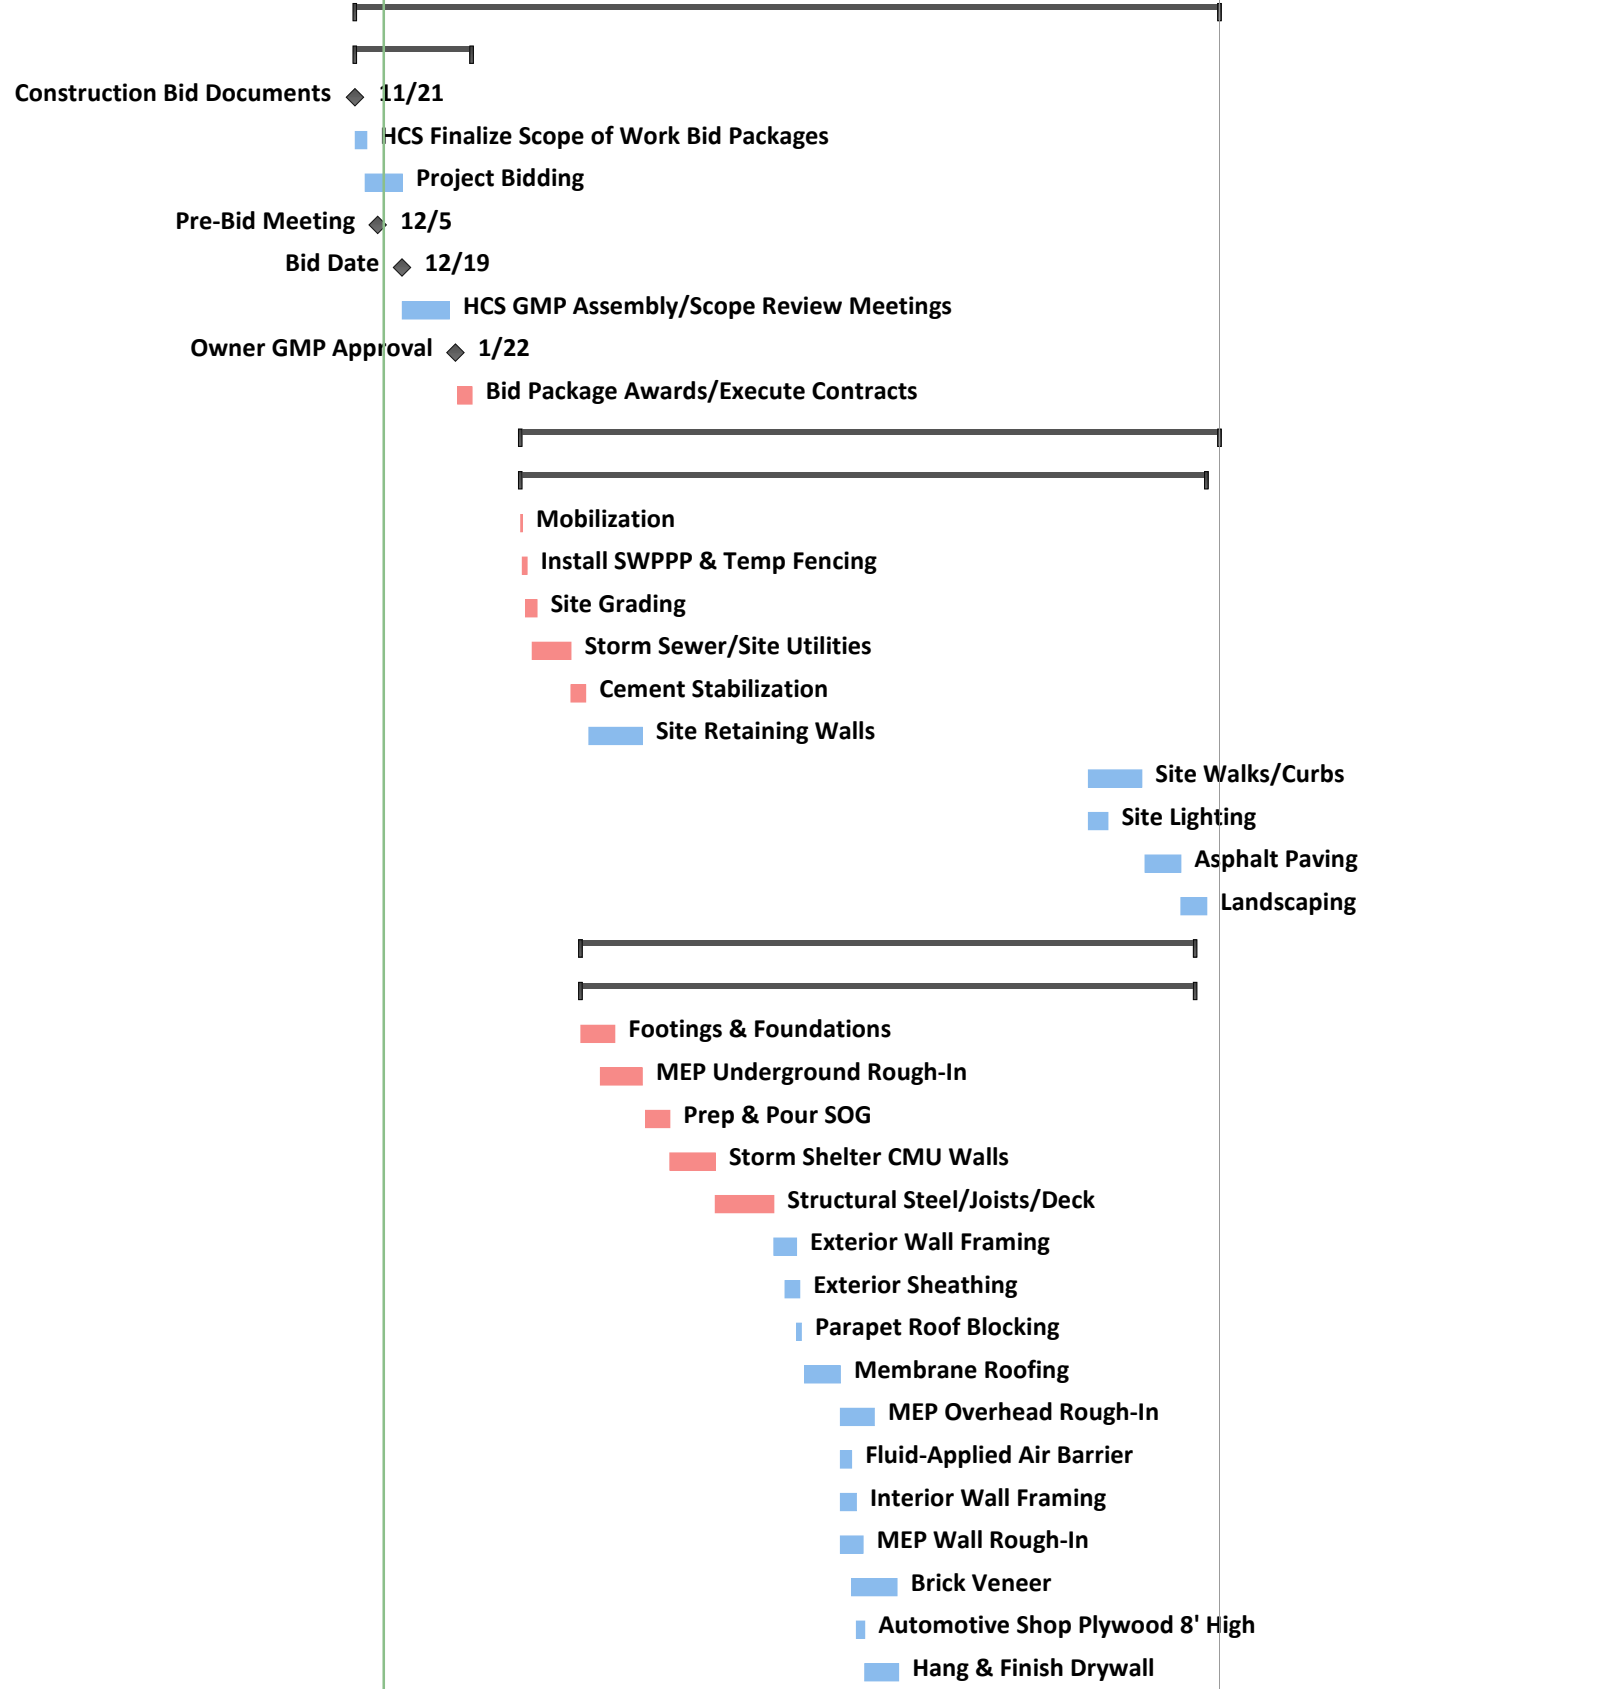 Construction Bid Documents 11/21
HCS Finalize Scope of Work Bid Packages
Project Bidding
Pre-Bid Meeting 12/5
Bid Date 12/19
HCS GMP Assembly/Scope Review Meetings
Owner GMP Approval 1/22
Bid Package Awards/Execute Contracts
Mobilization
Install SWPPP & Temp Fencing
Site Grading
Storm Sewer/Site Utilities
Cement Stabilization
Site Retaining Walls
Site Walks/Curbs
Site Lighting
Asphalt Paving
Landscaping
Footings & Foundations
MEP Underground Rough-In
Prep & Pour SOG
Storm Shelter CMU Walls
Structural Steel/Joists/Deck
Exterior Wall Framing
Exterior Sheathing
Parapet Roof Blocking
Membrane Roofing
MEP Overhead Rough-In
Fluid-Applied Air Barrier
Interior Wall Framing
MEP Wall Rough-In
Brick Veneer
Automotive Shop Plywood 8' High
Hang & Finish Drywall